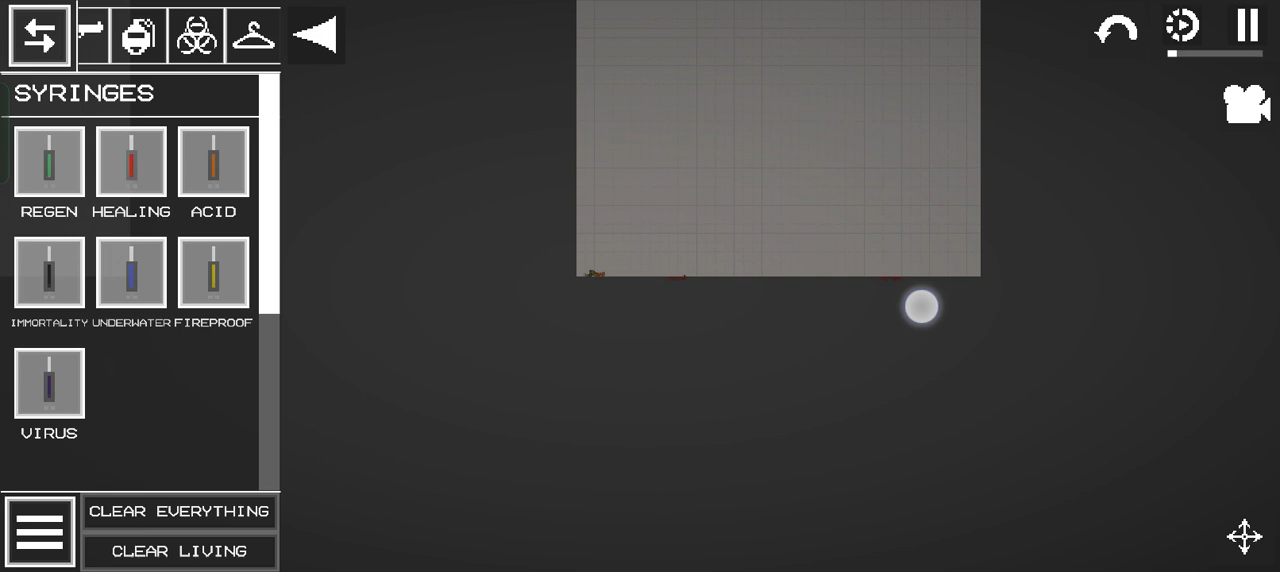 SYRINGES
REGEN HEALING ACID
IMMORTALITY UNDERWATER FIREPROOF
VIRUS
CLEAR EVERYTHING
CLEAR LIVING